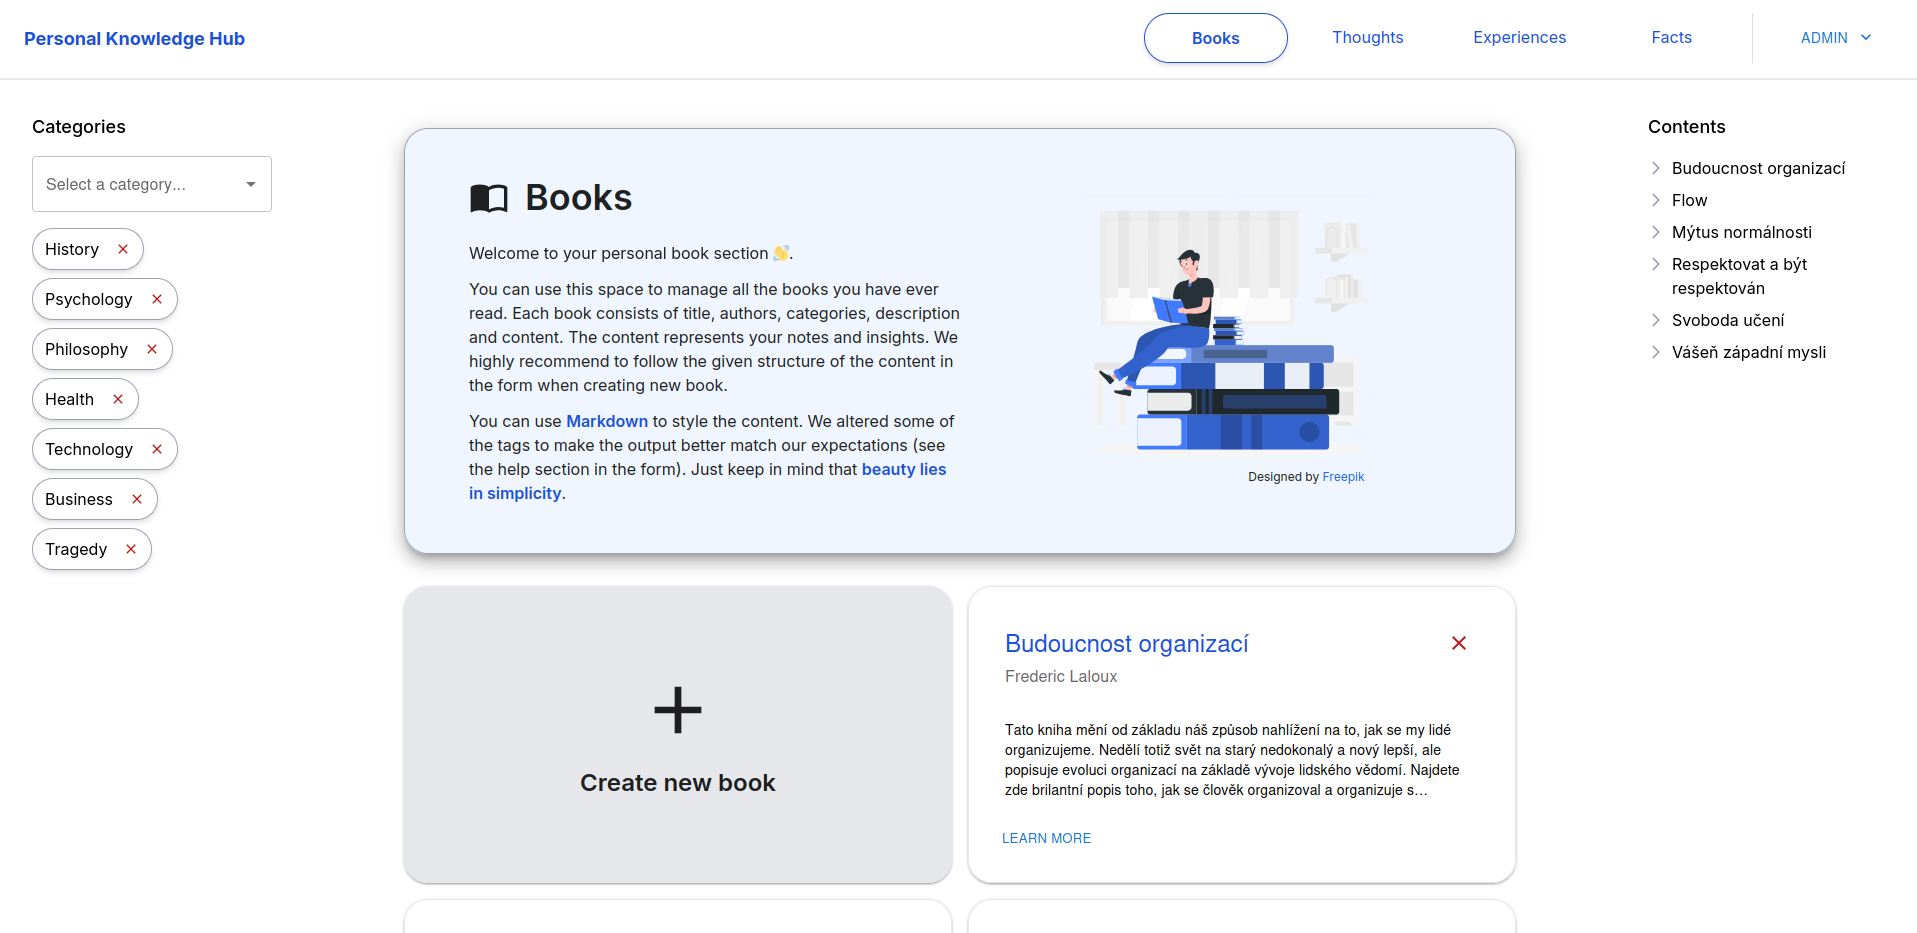 Personal Knowledge Hub
Books
Thoughts
Experiences
Facts
ADMIN
Categories
Select a category...
History
Psychology
Philosophy
Health
Technology
Business
Tragedy
Books
Welcome to your personal book section 👋.
You can use this space to manage all the books you have ever
read. Each book consists of title, authors, categories, description
and content. The content represents your notes and insights. We
highly recommend to follow the given structure of the content in
the form when creating new book.
You can use Markdown to style the content. We altered some of
the tags to make the output better match our expectations (see
the help section in the form). Just keep in mind that beauty lies
in simplicity.
Designed by Freepik
Create new book
Budoucnost organizací
Frederic Laloux
Tato kniha mění od základu náš způsob nahlížení na to, jak se my lidé
organizujeme. Nedělí totiž svět na starý nedokonalý a nový lepší, ale
popisuje evoluci organizací na základě vývoje lidského vědomí. Najdete
zde brilantní popis toho, jak se člověk organizoval a organizuje s...
LEARN MORE
Contents
Budoucnost organizací
Flow
Mýtus normálnosti
Respektovat a být
respektován
Svoboda učení
Vášeň západní mysli